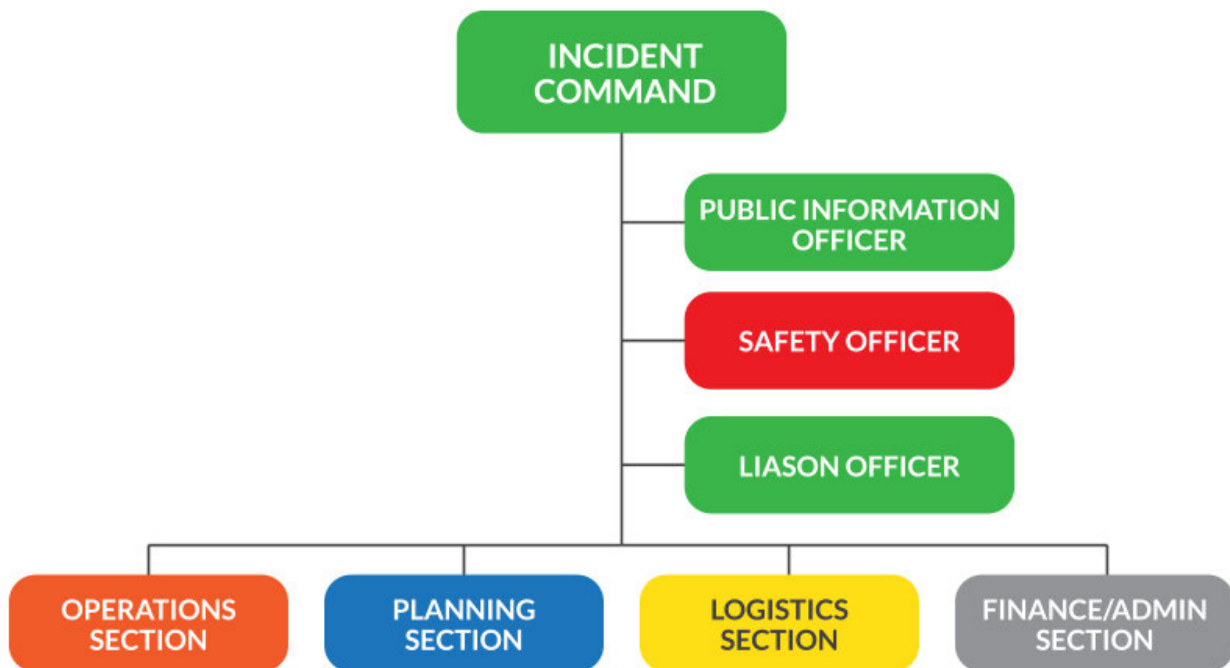 INCIDENT
COMMAND
PUBLIC INFORMATION
OFFICER
SAFETY OFFICER
LIASON OFFICER
OPERATIONS
SECTION
PLANNING
SECTION
LOGISTICS
SECTION
FINANCE/ADMIN
SECTION